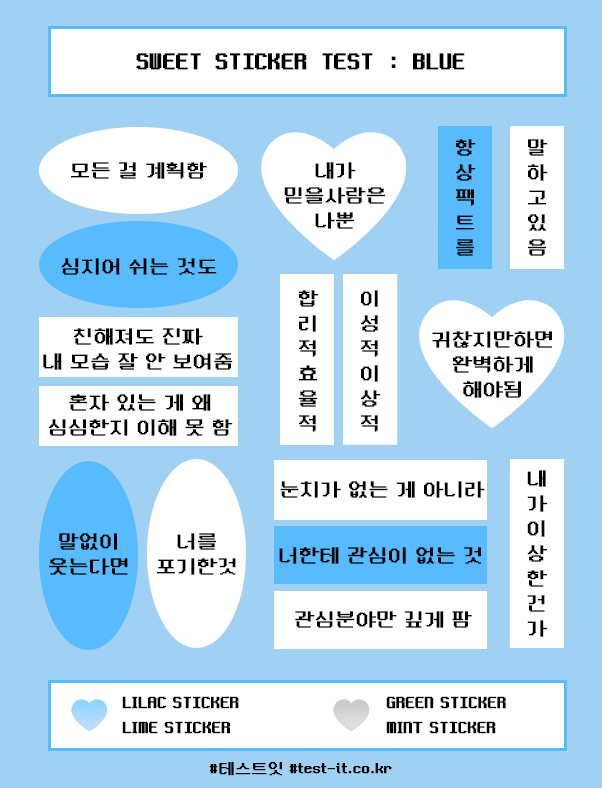 SWEET STICKER TEST : BLUE
모든 걸 계획함
심지어 쉬는 것도
친해져도 진짜
내 모습 잘 안 보여줌
혼자 있는 게 왜
심심한지 이해 못 함
내가
믿을사람은
나뿐
항상팩트를
말하고있음
합리적효율적
이성적이상적
귀찮지만하면
완벽하게
해야됨
말없이
웃는다면
너를
포기한것
눈치가 없는 게 아니라
너한테 관심이 없는 것
관심분야만 깊게 팜
내가이상한건가
LILAC STICKER
LIME STICKER
GREEN STICKER
MINT STICKER
#테스트잇 #test-it.co.kr